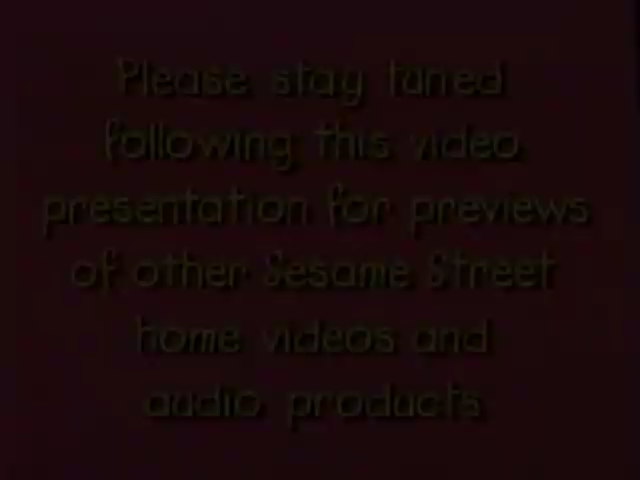 Please stay tuned
following this video
presentation for previews
of other Sesame Street
home videos and
audio products